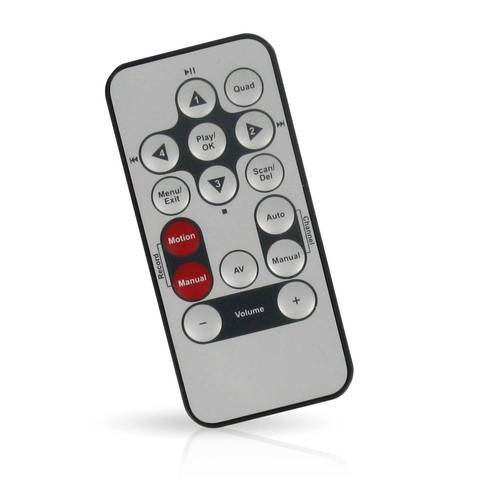 Quad
1
Play/
OK
2
4
3
Menu/
Exit
Scan/
Del
Auto
Motion
Record
Channel
Manual
AV
Manual
Volume
−
+